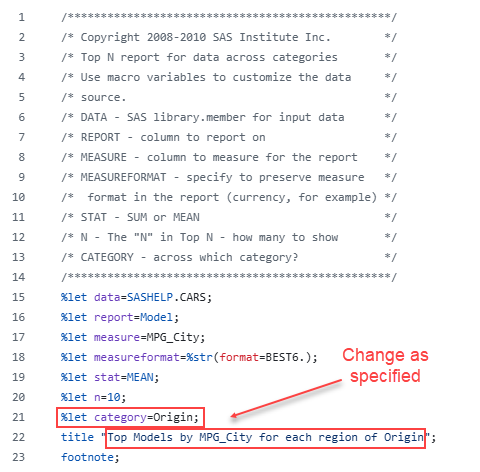 1 /**************************************************/
2 /* Copyright 2008-2010 SAS Institute Inc. */
3 /* Top N report for data across categories */
4 /* Use macro variables to customize the data */
5 /* source. */
6 /* DATA - SAS library.member for input data */
7 /* REPORT - column to report on */
8 /* MEASURE - column to measure for the report */
9 /* MEASUREFORMAT - specify to preserve measure */
10 /*  format in the report (currency, for example) */
11 /* STAT - SUM or MEAN */
12 /* N - The "N" in Top N - how many to show */
13 /* CATEGORY - across which category? */
14 /**************************************************/
15 %let data=SASHELP.CARS;
16 %let report=Model;
17 %let measure=MPG_City;
18 %let measureformat=%str(format=BEST6.);
19 %let stat=MEAN;
20 %let n=10;
21 %let category=Origin;
22 title "Top Models by MPG_City for each region of Origin";
23 footnote;
Change as
specified